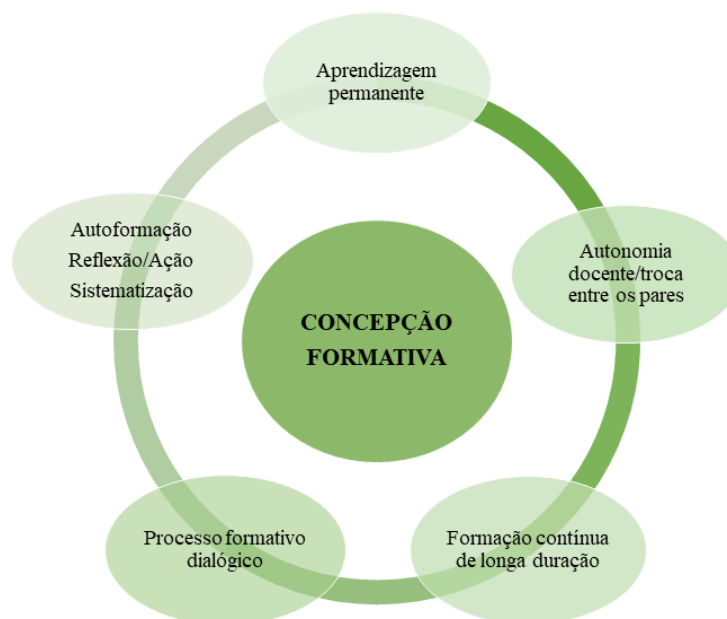 Aprendizagem
permanente
Autonomia
docente/troca
entre os pares
Formação contínua
de longa duração
Processo formativo
dialógico
Autoformação
Reflexão/Ação
Sistematização
CONCEPÇÃO
FORMATIVA